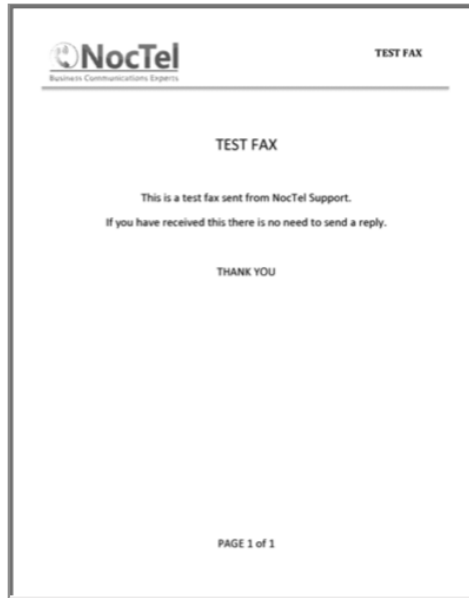 NocTel
Business Communications Experts
TEST FAX
TEST FAX
This is a test fax sent from NocTel Support.
If you have received this there is no need to send a reply.
THANK YOU
PAGE 1 of 1